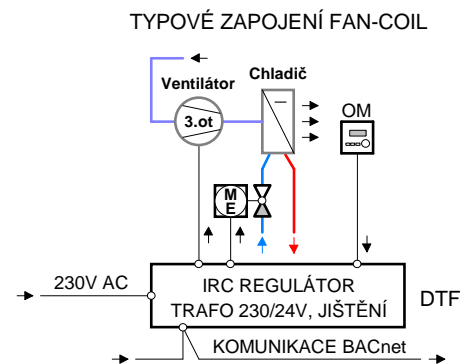 TYPOVÉ ZAPOJENÍ FAN-COIL
Ventilátor
Chladič
3.ot
OM
M
E
230V AC
IRC REGULÁTOR
TRAFO 230/24V, JIŠTĚNÍ
DTF
KOMUNIKACE BACnet